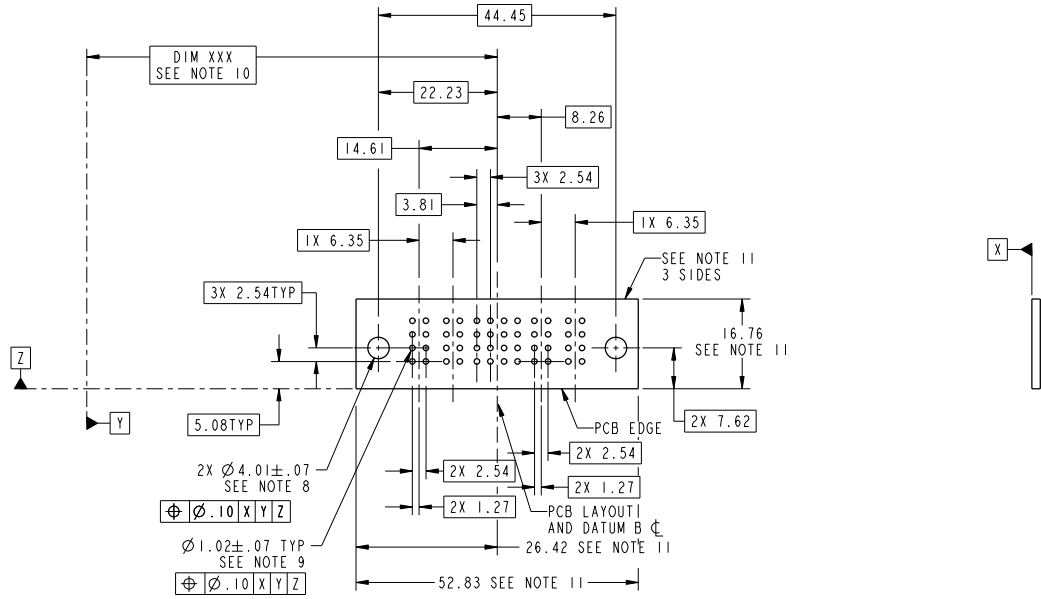 44.45
DIM XXX
SEE NOTE 10
22.23
8.26
14.61
3X 2.54
3.81
1X 6.35
1X 6.35
X
SEE NOTE 11
3 SIDES
3X 2.54TYP
16.76
SEE NOTE 11
Z
Y
5.08TYP
2X 7.62
PCB EDGE
2X 2.54
2X Ø4.01±.07
SEE NOTE 8
2X 2.54
2X 1.27
⌖ Ø.10 X Y Z
2X 1.27
PCB LAYOUT
AND DATUM B ℄
Ø1.02±.07 TYP
SEE NOTE 9
26.42 SEE NOTE 11
⌖ Ø.10 X Y Z
52.83 SEE NOTE 11